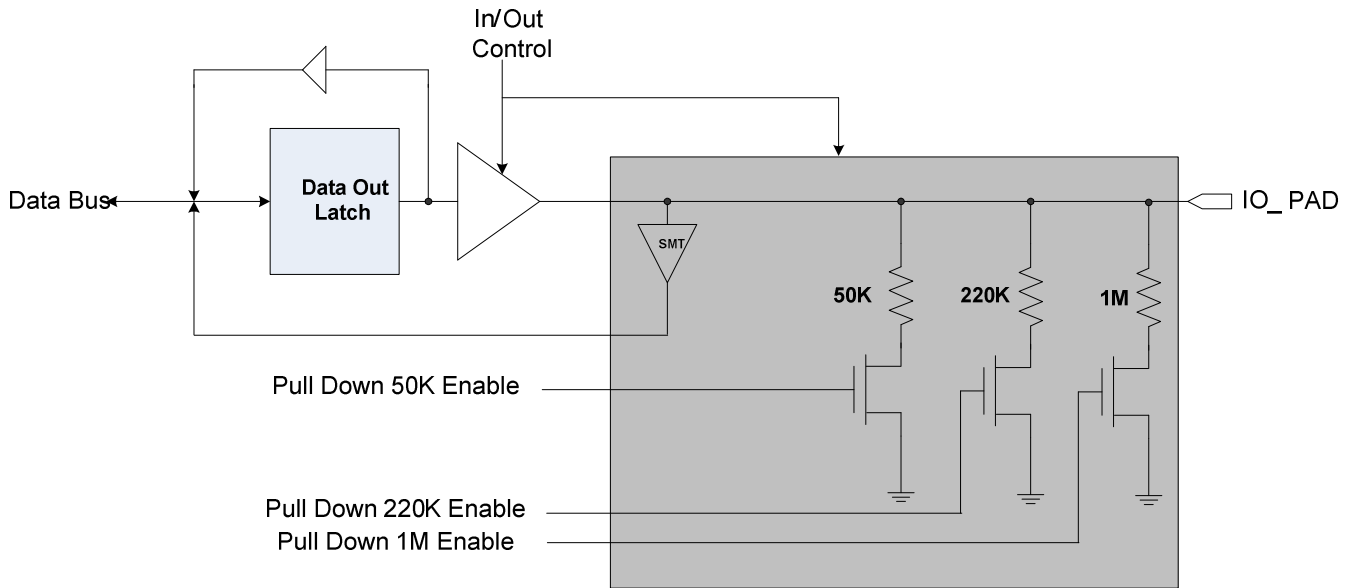 In/Out
Control
Data Bus
Data Out
Latch
SMT
IO_ PAD
50K
220K
1M
Pull Down 50K Enable
Pull Down 220K Enable
Pull Down 1M Enable